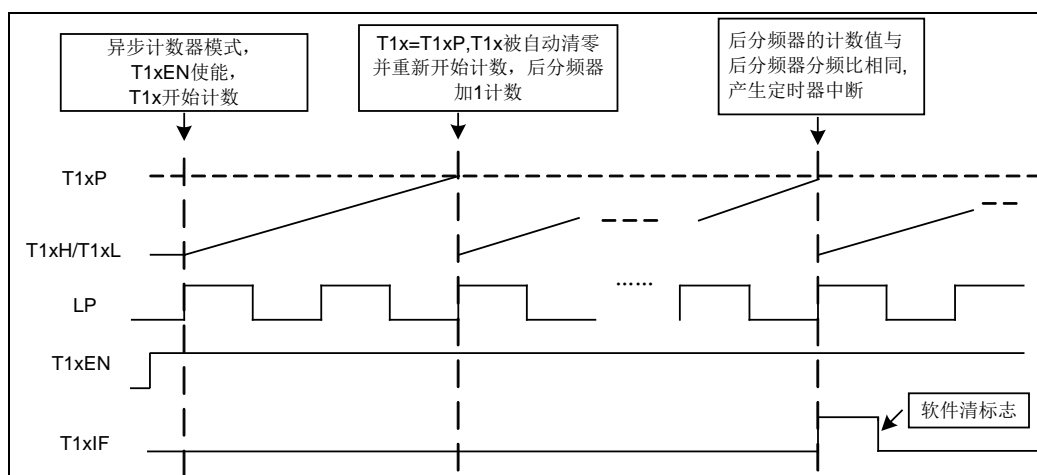 异步计数器模式,
T1xEN使能,
T1x开始计数
T1x=T1xP,T1x被自动清零
并重新开始计数，后分频器
加1计数
后分频器的计数值与
后分频器分频比相同,
产生定时器中断
T1xP
T1xH/T1xL
LP
......
T1xEN
软件清标志
T1xIF